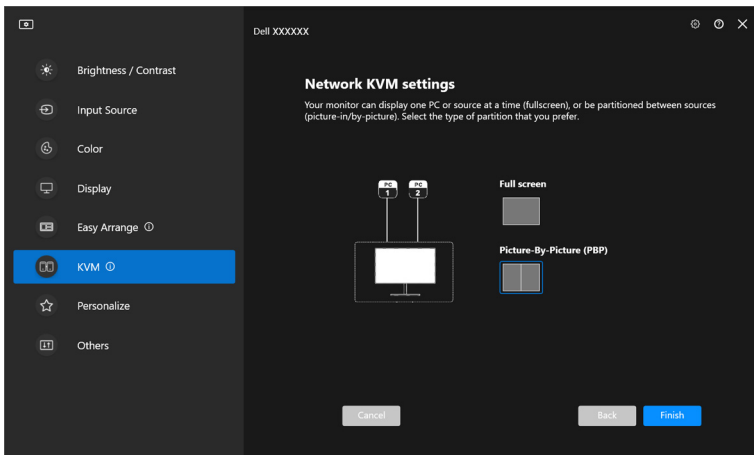 Dell XXXXXX
Brightness / Contrast
Input Source
Color
Display
Easy Arrange
KVM
Personalize
Others
Network KVM settings
Your monitor can display one PC or source at a time (fullscreen), or be partitioned between sources
(picture-in/by-picture). Select the type of partition that you prefer.
PC
1
PC
2
Full screen
Picture-By-Picture (PBP)
Cancel
Back
Finish